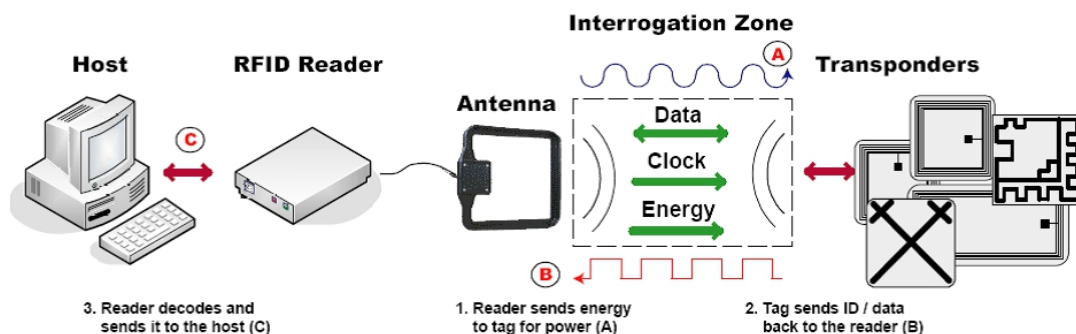 Interrogation Zone
Host
RFID Reader
A
Transponders
Antenna
Data
C
Clock
Energy
B
3. Reader decodes and
sends it to the host (C)
1. Reader sends energy
to tag for power (A)
2. Tag sends ID / data
back to the reader (B)